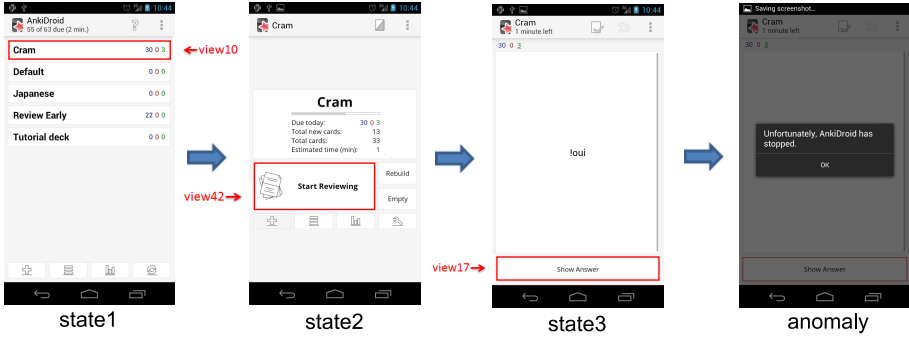 10:44
AnkiDroid
55 of 63 due (2 min.)
Cram 30 0 3
Default 0 0 0
Japanese 0 0 0
Review Early 22 0 0
Tutorial deck 0 0 0
view10
state1
10:44
Cram
Cram
Due today: 30 0 3
Total new cards: 13
Total cards: 33
Estimated time (min): 1
Start Reviewing
Rebuild
Empty
view42
state2
10:44
Cram
1 minute left
30 0 3
!oui
view17
Show Answer
state3
Saving screenshot...
Cram
1 minute left
30 0 3
Unfortunately, AnkiDroid has
stopped.
OK
Show Answer
anomaly